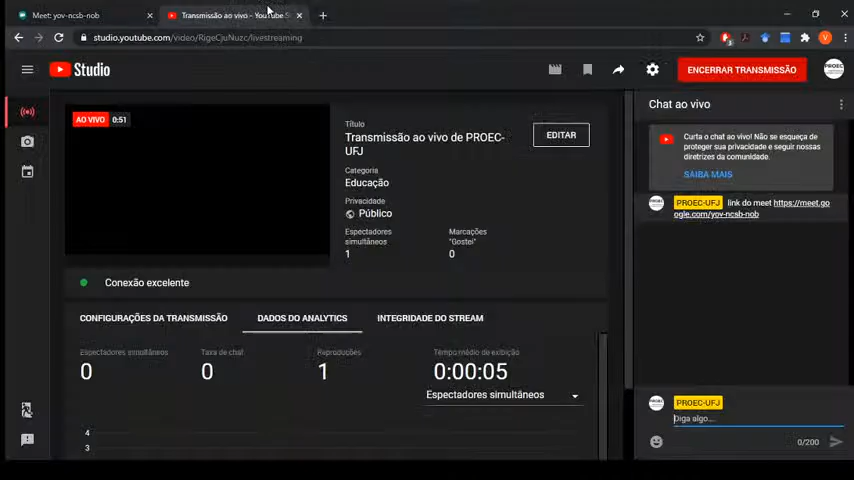 Meet: yov-ncsb-nob
Transmissão ao vivo - YouTube S
studio.youtube.com/video/RigeCjuNuzc/livestreaming
Studio
ENCERRAR TRANSMISSÃO
PROEC
AO VIVO 0:51
Título
Transmissão ao vivo de PROEC-
UFJ
EDITAR
Categoria
Educação
Privacidade
Público
Espectadores
simultâneos
1
Marcações
"Gostei"
0
Conexão excelente
CONFIGURAÇÕES DA TRANSMISSÃO
DADOS DO ANALYTICS
INTEGRIDADE DO STREAM
Espectadores simultâneos
0
Taxa de chat
0
Reproduções
1
Tempo médio de exibição
0:00:05
Espectadores simultâneos
4
3
Chat ao vivo
Curta o chat ao vivo! Não se esqueça de
proteger sua privacidade e seguir nossas
diretrizes da comunidade.
SAIBA MAIS
PROEC-UFJ link do meet https://meet.go
ogle.com/yov-ncsb-nob
PROEC-UFJ
Diga algo...
0/200